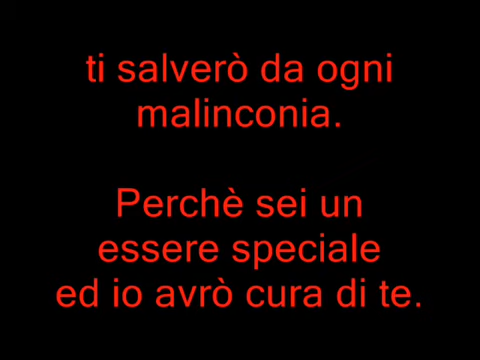 ti salverò da ogni
malinconia.
Perchè sei un
essere speciale
ed io avrò cura di te.